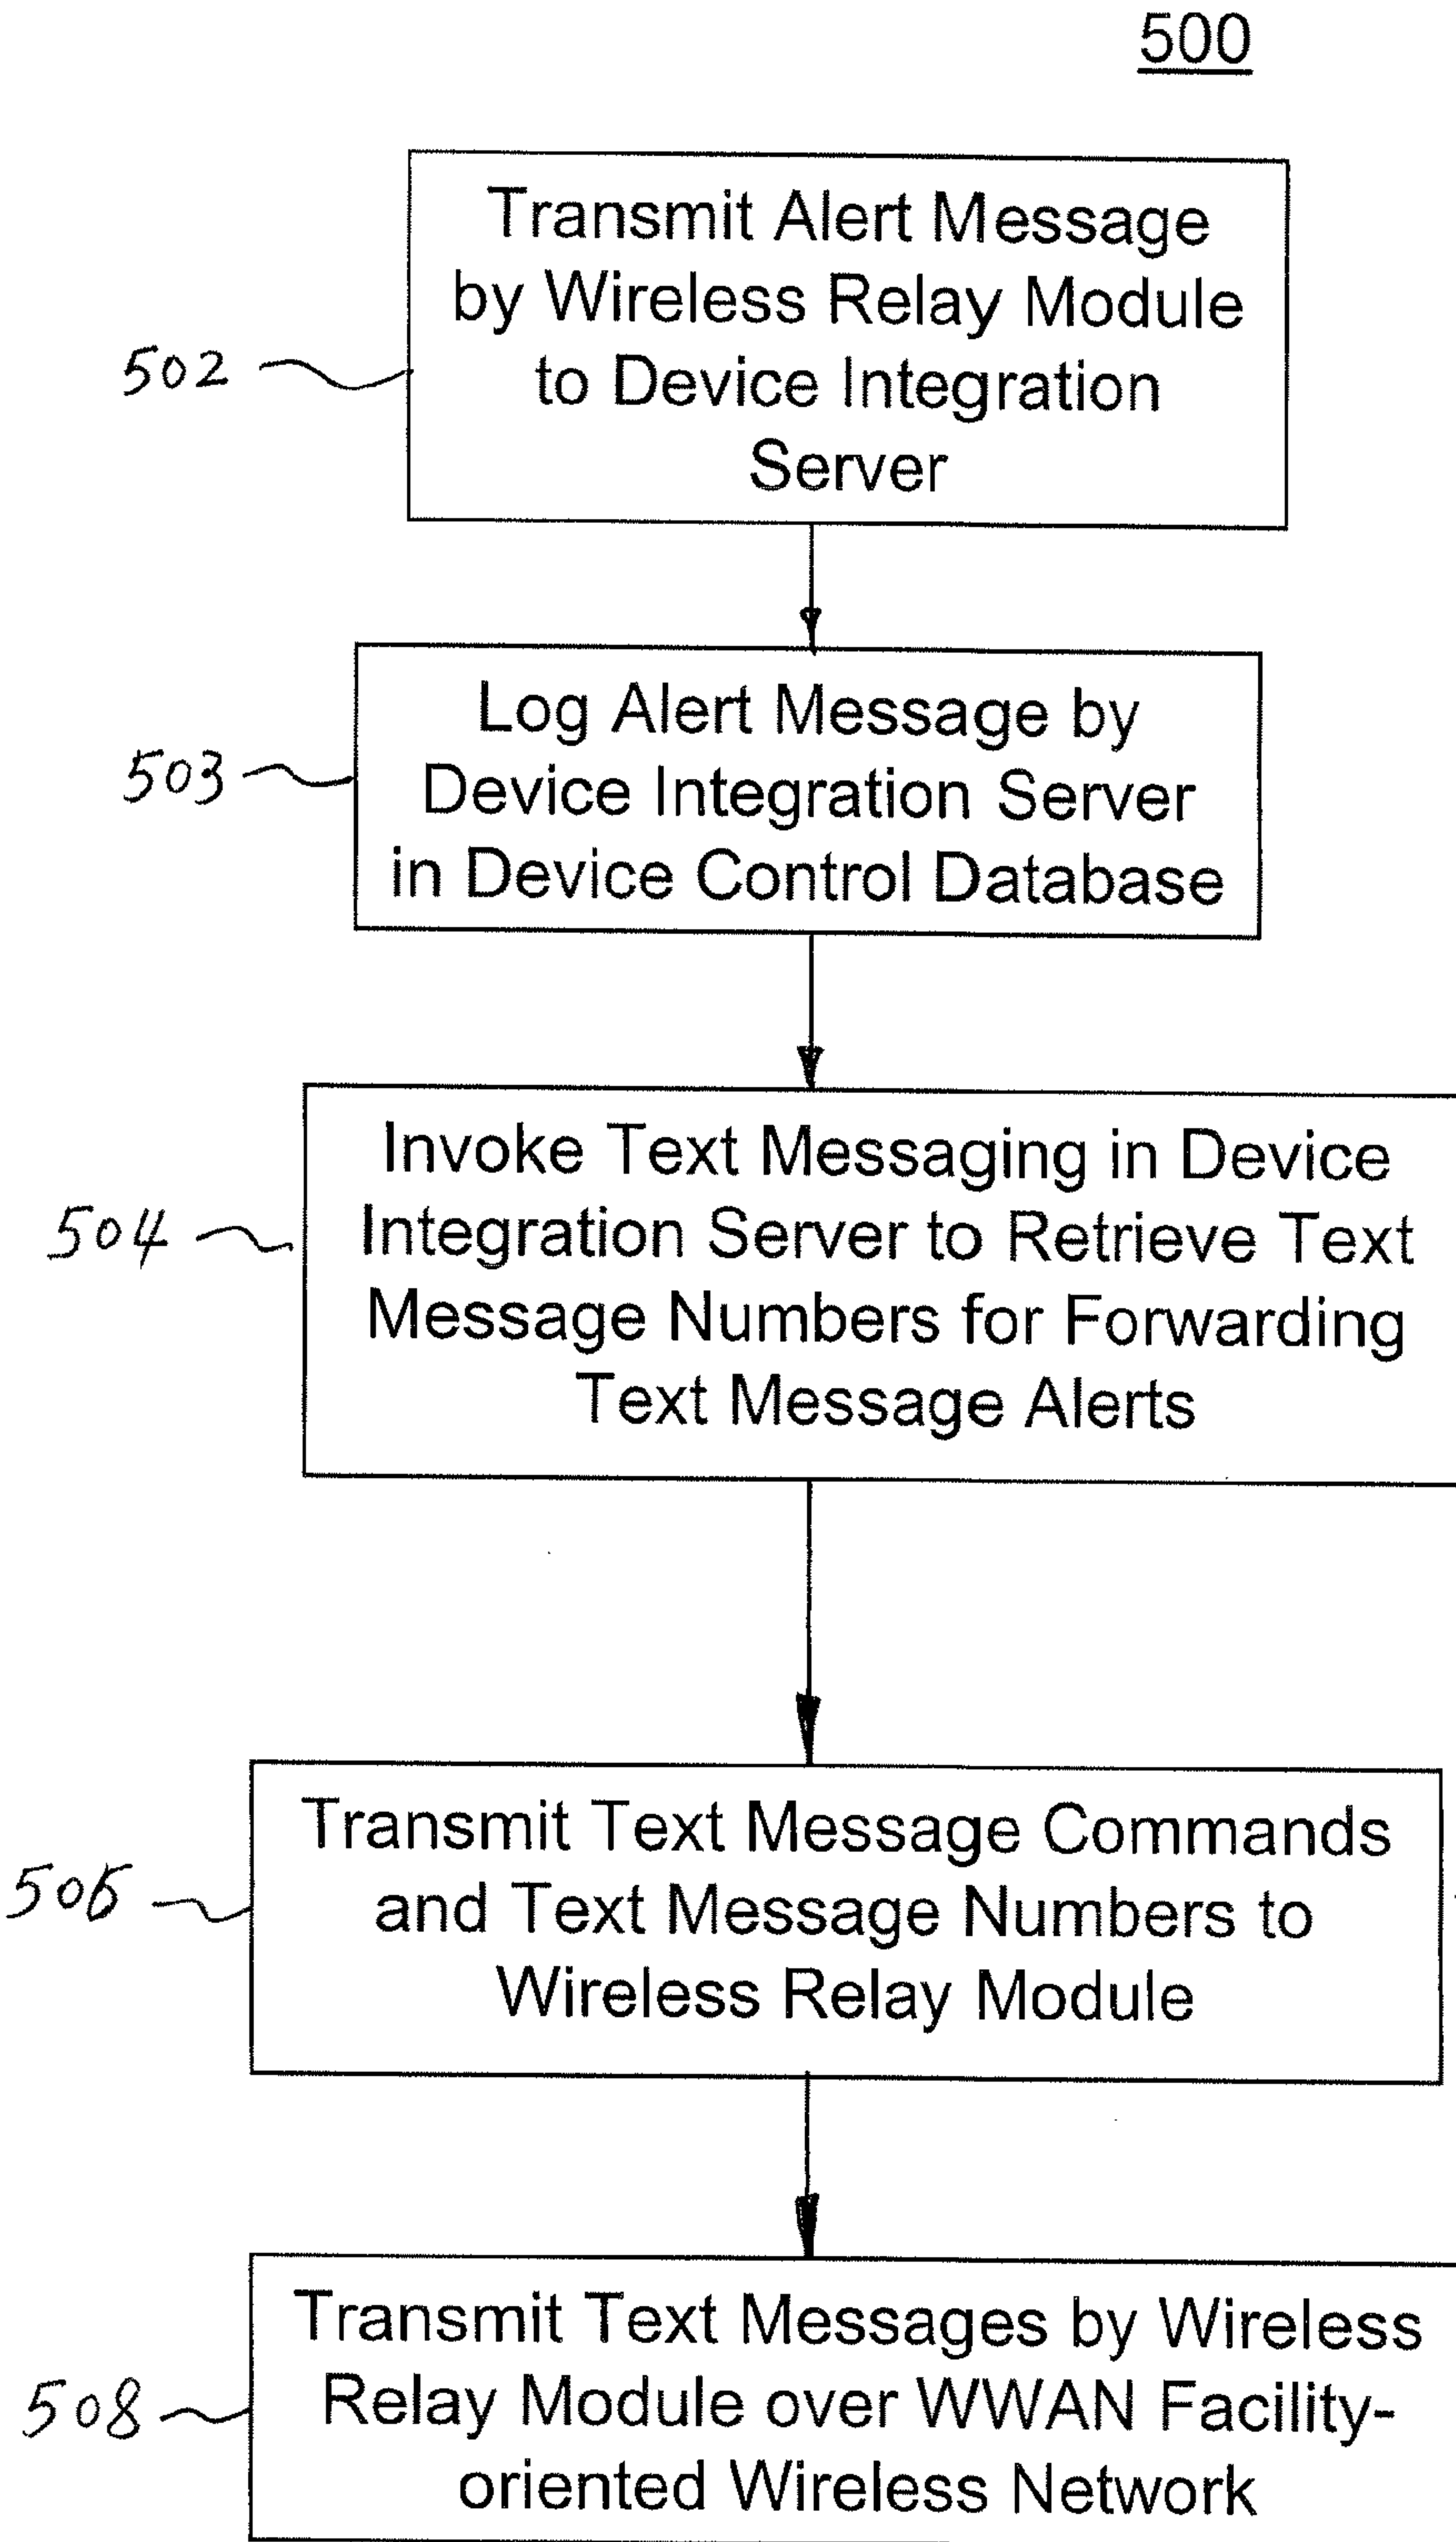 500
Transmit Alert Message
by Wireless Relay Module
to Device Integration
Server
502
Log Alert Message by
Device Integration Server
in Device Control Database
503
Invoke Text Messaging in Device
Integration Server to Retrieve Text
Message Numbers for Forwarding
Text Message Alerts
504
Transmit Text Message Commands
and Text Message Numbers to
Wireless Relay Module
506
Transmit Text Messages by Wireless
Relay Module over WWAN Facility-
oriented Wireless Network
508